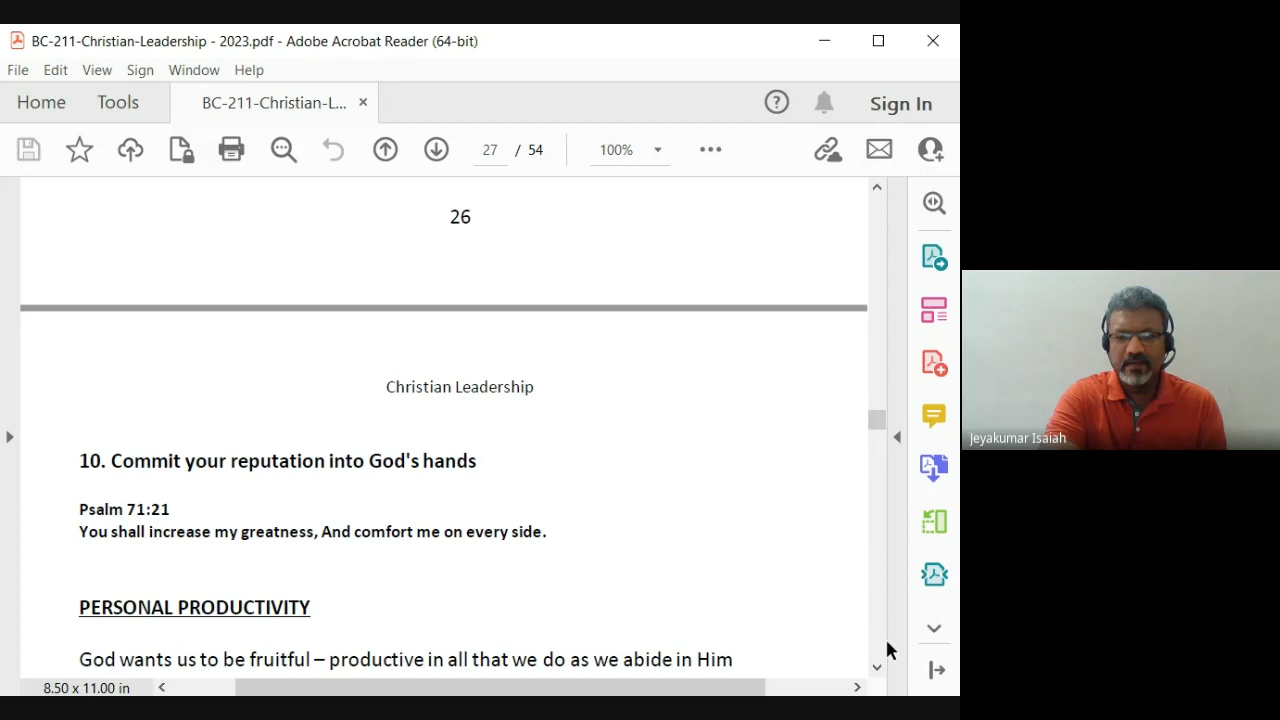 BC-211-Christian-Leadership - 2023.pdf - Adobe Acrobat Reader (64-bit)
File Edit View Sign Window Help
Home Tools BC-211-Christian-L... × Sign In
27 / 54 100%
26
Christian Leadership
10. Commit your reputation into God's hands
Psalm 71:21
You shall increase my greatness, And comfort me on every side.
PERSONAL PRODUCTIVITY
God wants us to be fruitful – productive in all that we do as we abide in Him
8.50 x 11.00 in
Jeyakumar Isaiah